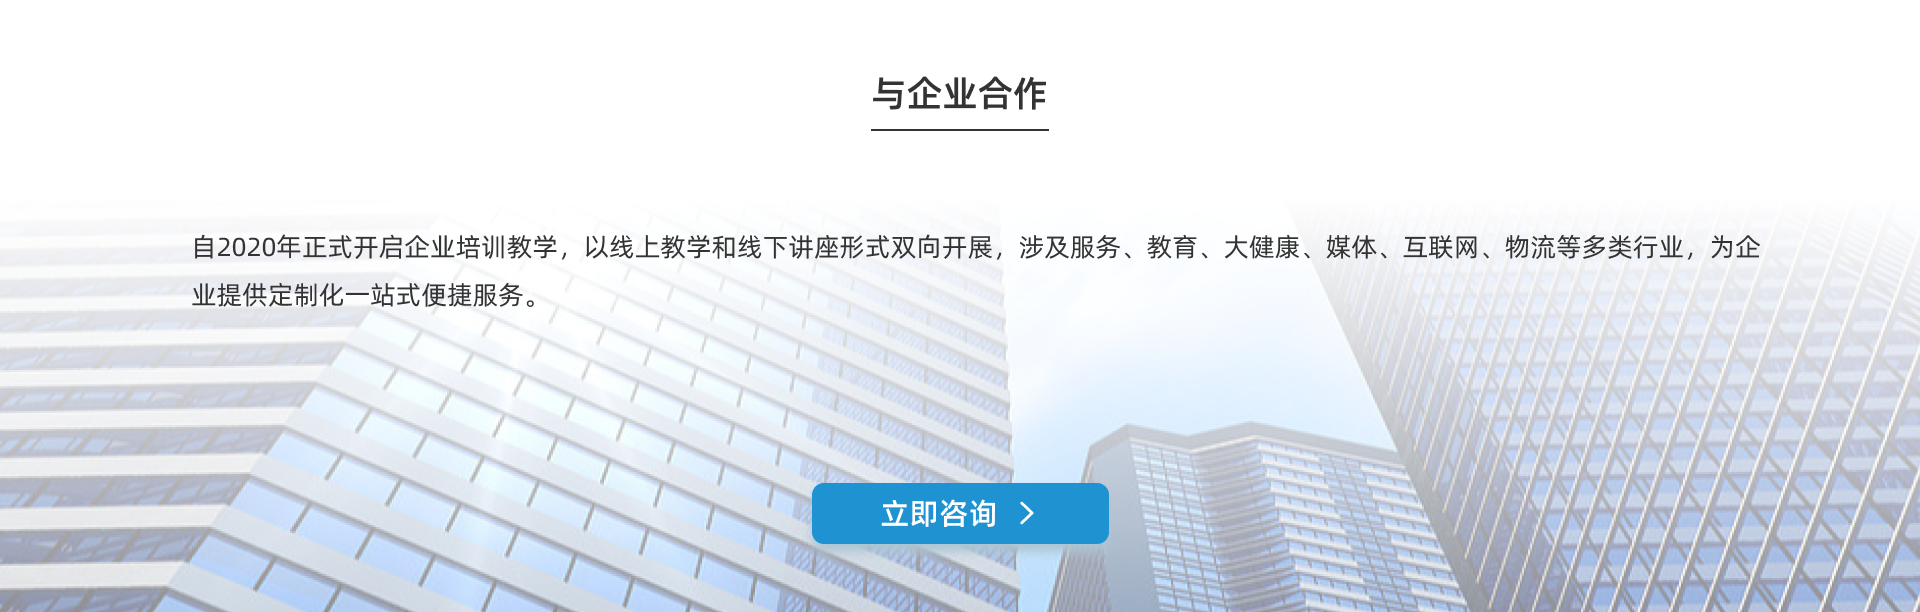 与企业合作
自2020年正式开启企业培训教学，以线上教学和线下讲座形式双向开展，涉及服务、教育、大健康、媒体、互联网、物流等多类行业，为企
业提供定制化一站式便捷服务。
立即咨询 >